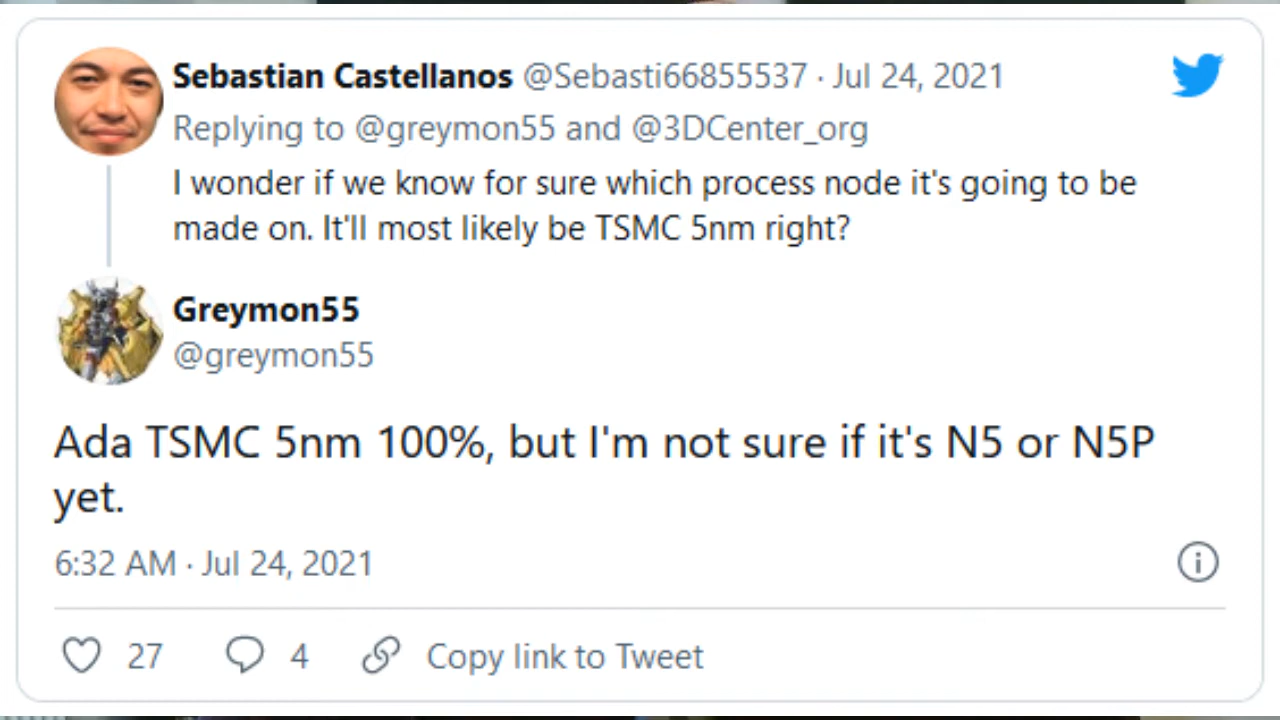 Sebastian Castellanos @Sebasti66855537 · Jul 24, 2021
Replying to @greymon55 and @3DCenter_org
I wonder if we know for sure which process node it's going to be
made on. It'll most likely be TSMC 5nm right?
Greymon55
@greymon55
Ada TSMC 5nm 100%, but I'm not sure if it's N5 or N5P
yet.
6:32 AM · Jul 24, 2021
27 4 Copy link to Tweet